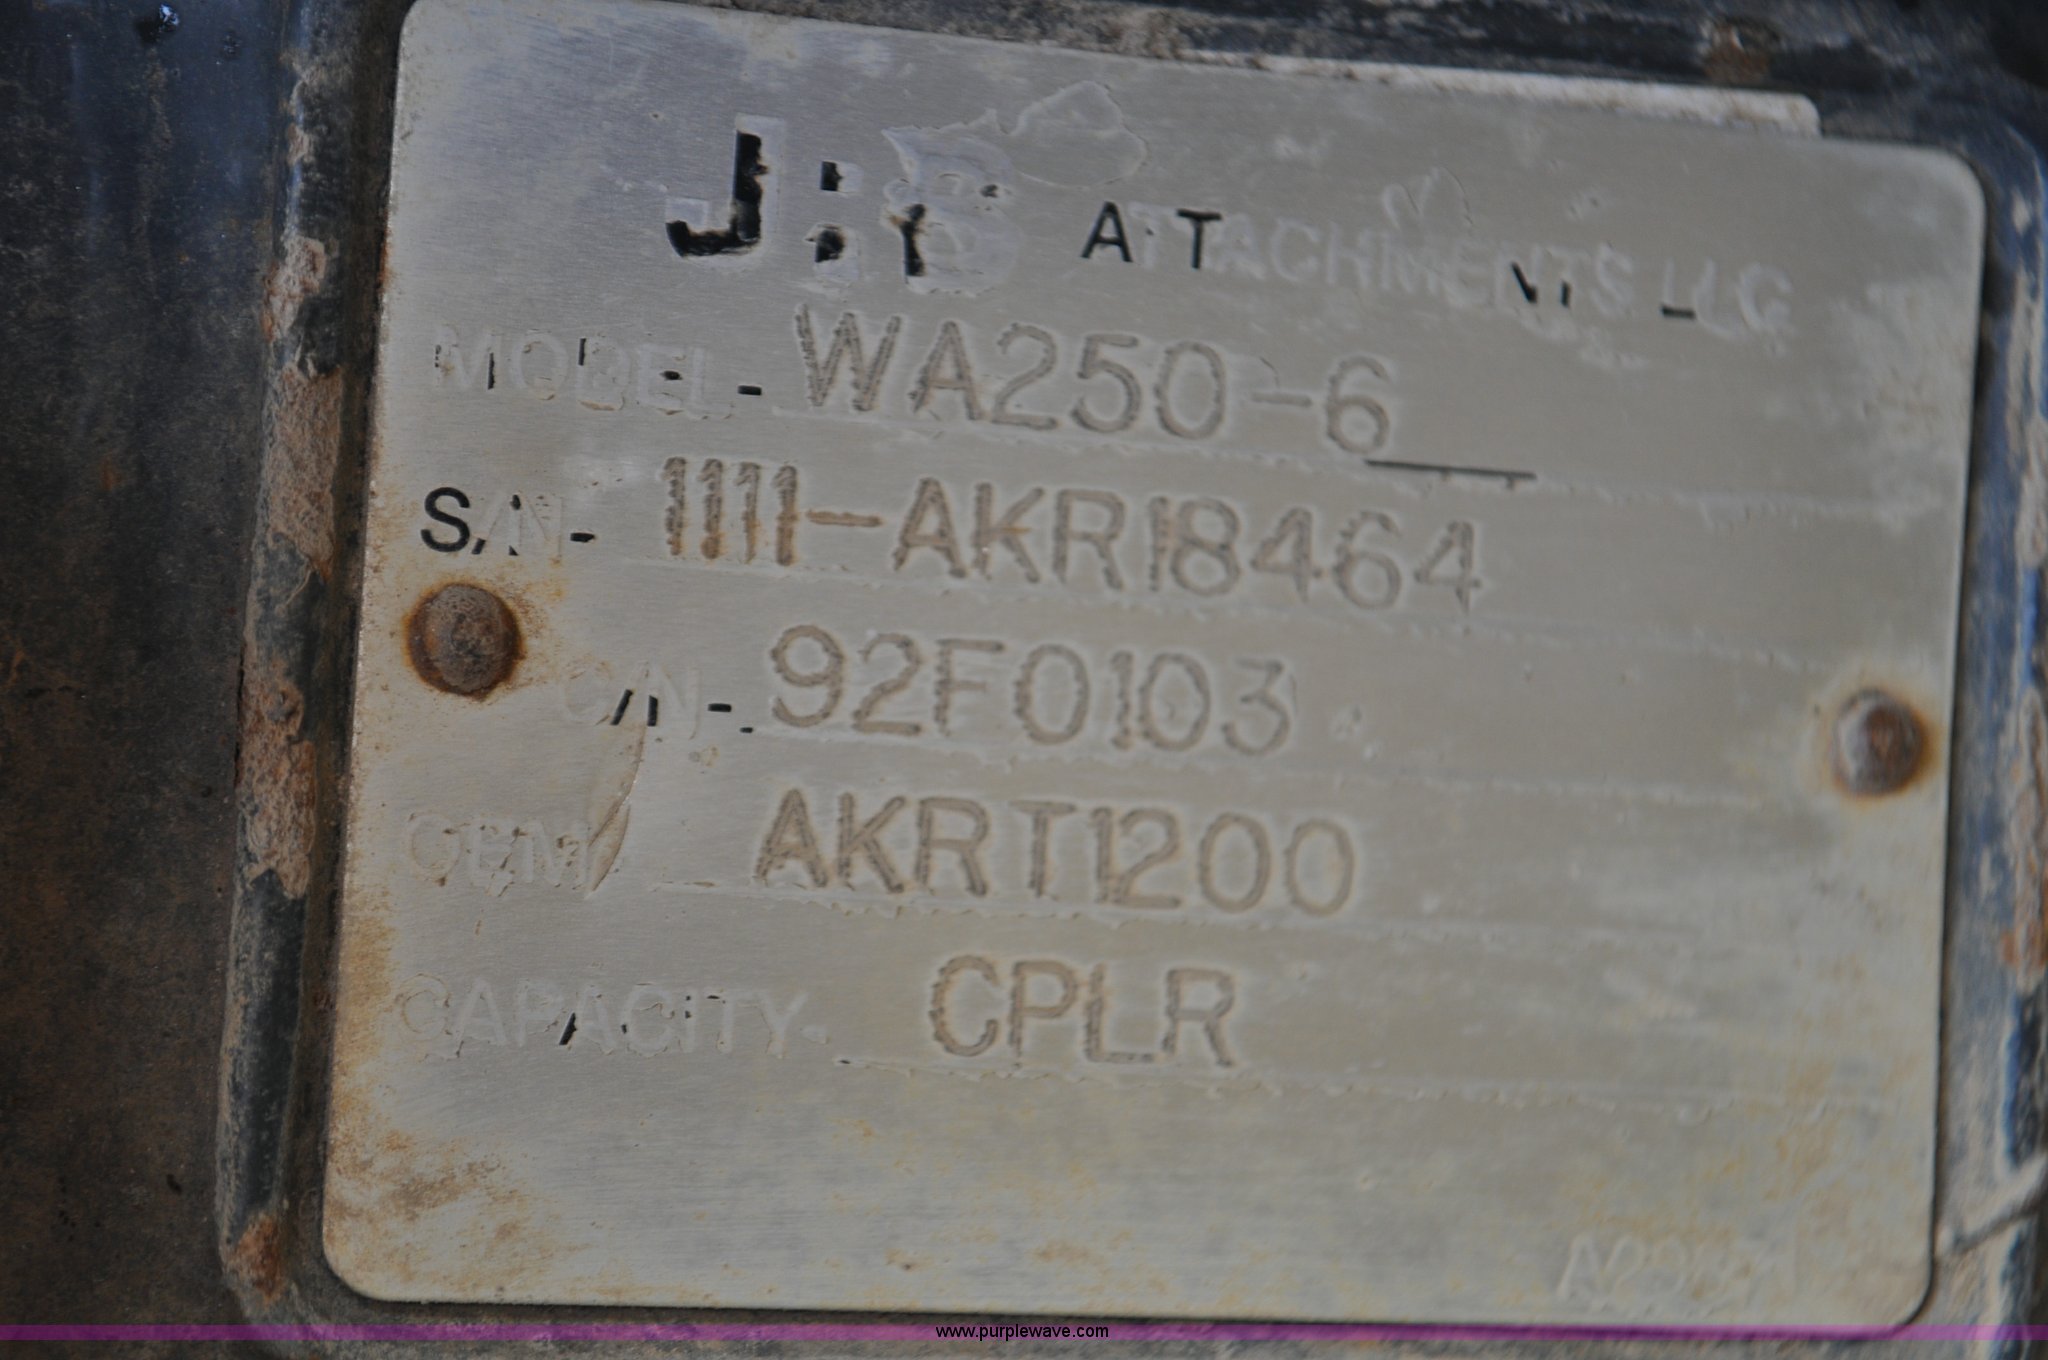 J:B ATTACHMENTS LLC
MODEL- WA250-6
S/N- 1111-AKR18464
C/N- 92F0103
OEM AKRT1200
CAPACITY- CPLR
www.purplewave.com